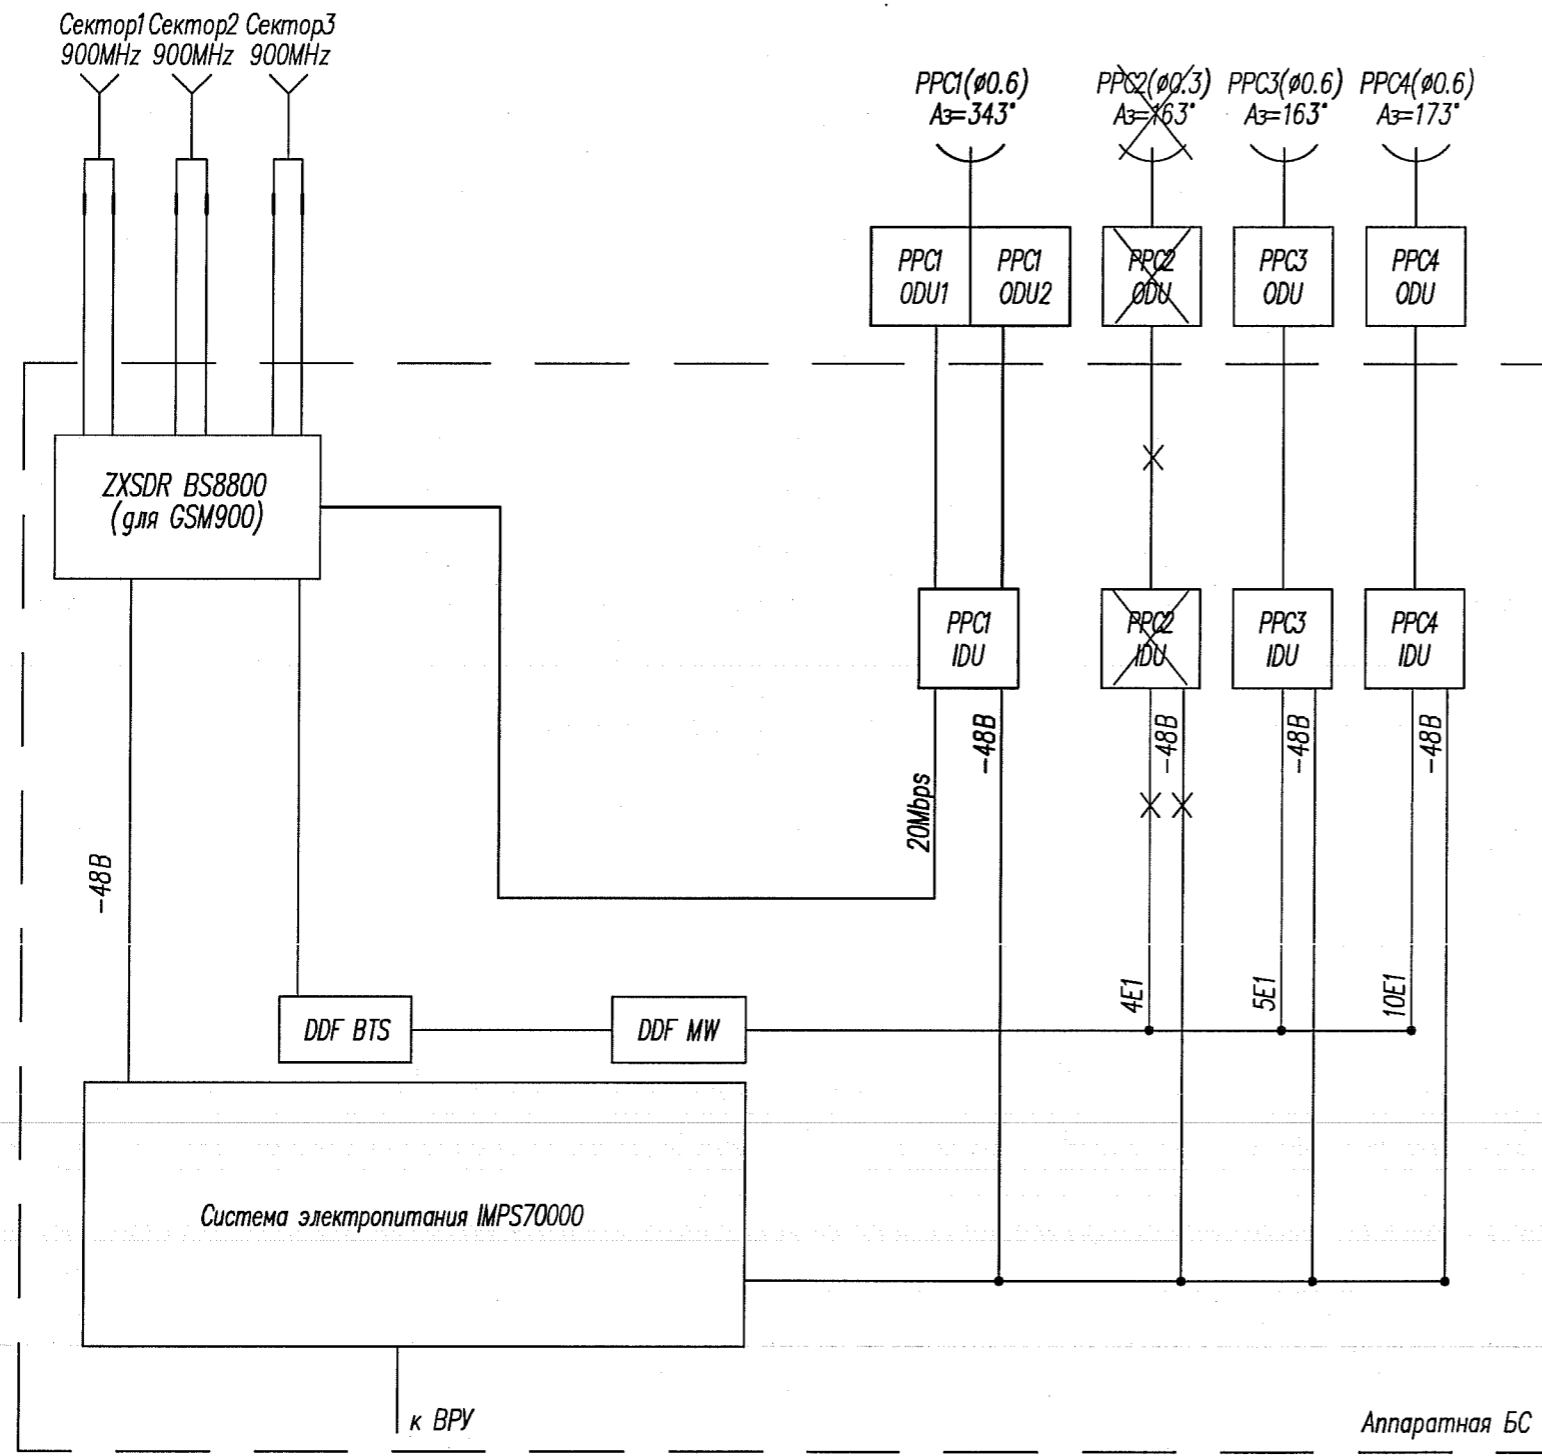 Сектор1 Сектор2 Сектор3
900MHz 900MHz 900MHz
РРС1(ø0.6) РРС2(ø0.3) РРС3(ø0.6) РРС4(ø0.6)
Аз=343° Аз=163° Аз=163° Аз=173°
РРС1
ODU1
РРС1
ODU2
РРС2
ODU
РРС3
ODU
РРС4
ODU
ZXSDR BS8800
(для GSM900)
РРС1
IDU
РРС2
IDU
РРС3
IDU
РРС4
IDU
-48В
-48В
-48В
-48В
20Mbps
-48В
4E1
5E1
10E1
DDF BTS
DDF MW
Система электропитания IMPS70000
к ВРУ
Аппаратная БС